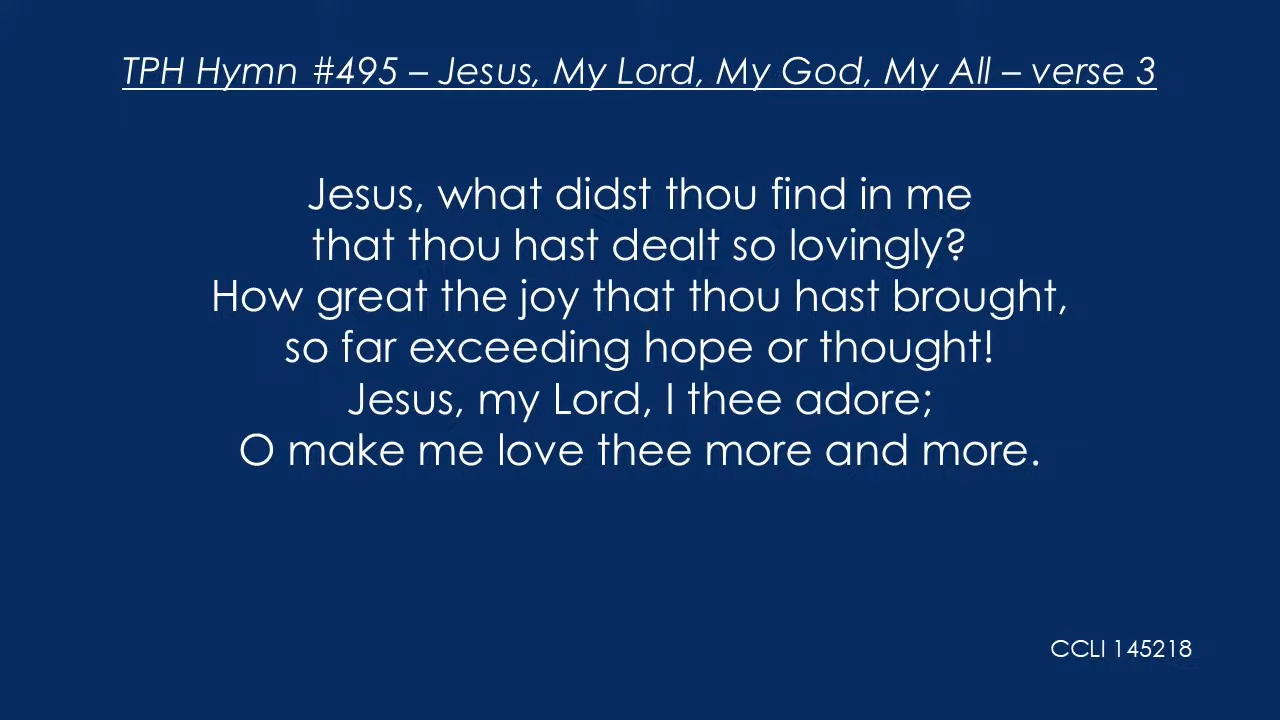 TPH Hymn #495 – Jesus, My Lord, My God, My All – verse 3
Jesus, what didst thou find in me
that thou hast dealt so lovingly?
How great the joy that thou hast brought,
so far exceeding hope or thought!
Jesus, my Lord, I thee adore;
O make me love thee more and more.
CCLI 145218